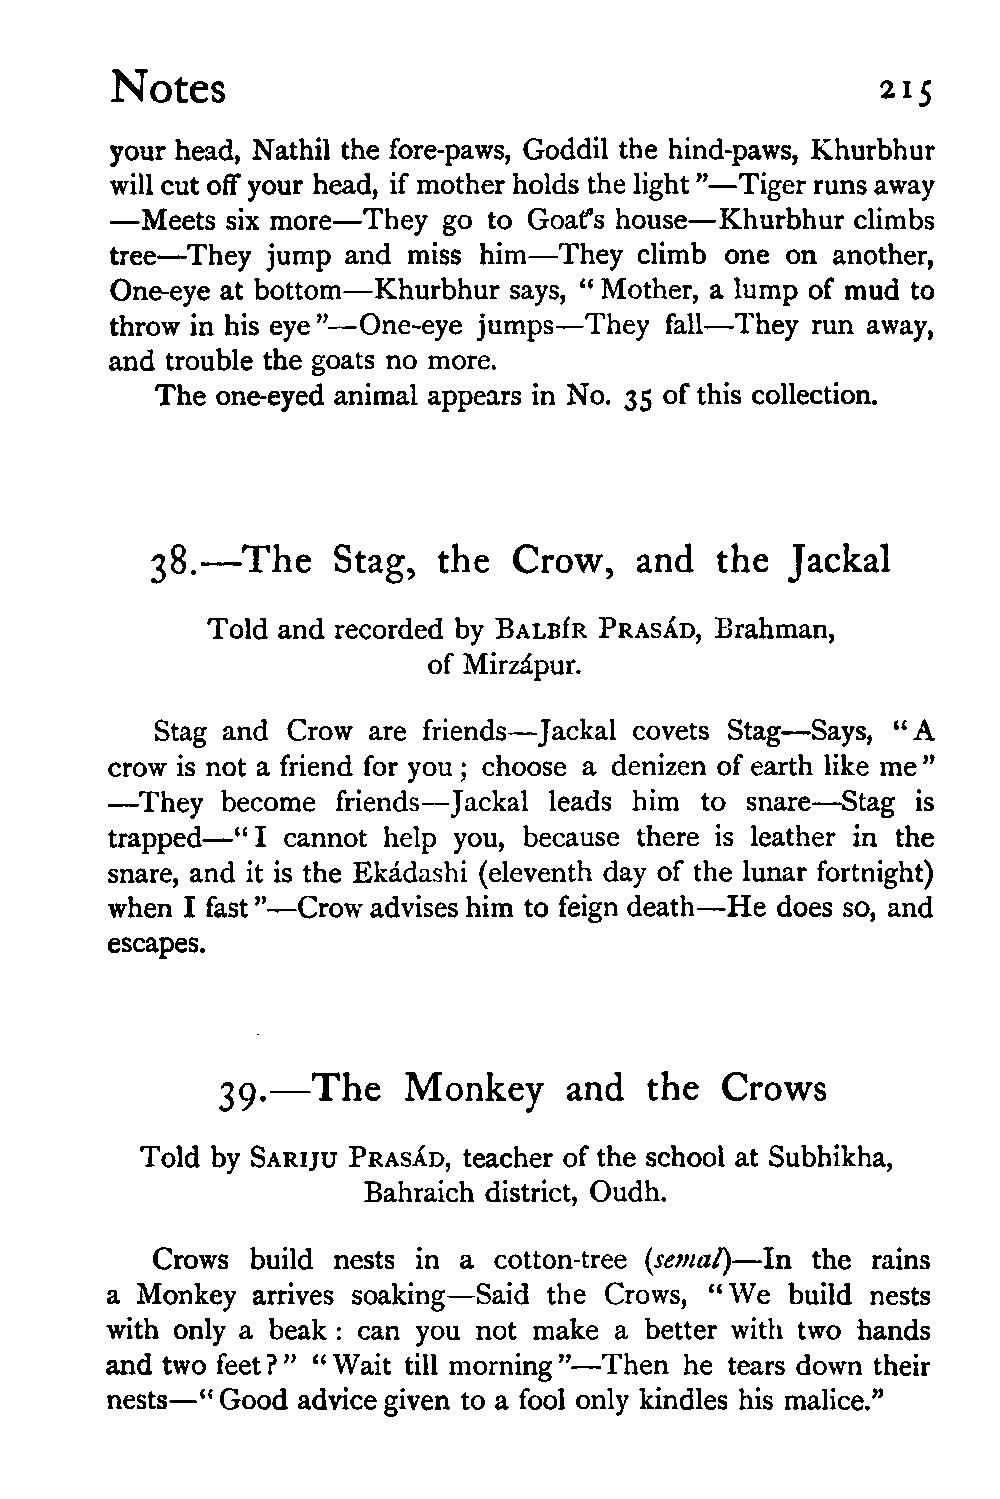 Notes 215
your head, Nathil the fore-paws, Goddil the hind-paws, Khurbhur
will cut off your head, if mother holds the light”—Tiger runs away
—Meets six more—They go to Goat's house—Khurbhur climbs
tree—They jump and miss him—They climb one on another,
One-eye at bottom—Khurbhur says, “Mother, a lump of mud to
throw in his eye”—One-eye jumps—They fall—They run away,
and trouble the goats no more.
The one-eyed animal appears in No. 35 of this collection.
38.—The Stag, the Crow, and the Jackal
Told and recorded by BALBÍR PRASÁD, Brahman,
of Mirzápur.
Stag and Crow are friends—Jackal covets Stag—Says, “A
crow is not a friend for you; choose a denizen of earth like me”
—They become friends—Jackal leads him to snare—Stag is
trapped—“I cannot help you, because there is leather in the
snare, and it is the Ekádashi (eleventh day of the lunar fortnight)
when I fast”—Crow advises him to feign death—He does so, and
escapes.
39.—The Monkey and the Crows
Told by SARIJU PRASÁD, teacher of the school at Subhikha,
Bahraich district, Oudh.
Crows build nests in a cotton-tree (semal)—In the rains
a Monkey arrives soaking—Said the Crows, “We build nests
with only a beak: can you not make a better with two hands
and two feet?” “Wait till morning”—Then he tears down their
nests—“Good advice given to a fool only kindles his malice.”